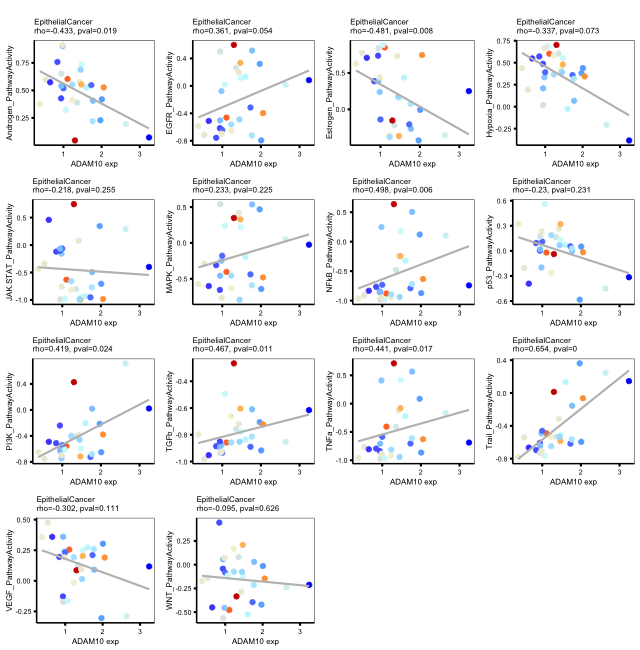 EpithelialCancer
rho=-0.433, pval=0.019
Androgen_PathwayActivity
0.75
0.50
0.25
1 2 3
ADAM10 exp
EpithelialCancer
rho=0.361, pval=0.054
EGFR_PathwayActivity
0.4
0.0
-0.4
-0.8
1 2 3
ADAM10 exp
EpithelialCancer
rho=-0.481, pval=0.008
Estrogen_PathwayActivity
0.5
0.0
1 2 3
ADAM10 exp
EpithelialCancer
rho=-0.337, pval=0.073
Hypoxia_PathwayActivity
0.75
0.50
0.25
0.00
-0.25
1 2 3
ADAM10 exp
EpithelialCancer
rho=-0.218, pval=0.255
JAK.STAT_PathwayActivity
0.5
0.0
-0.5
-1.0
1 2 3
ADAM10 exp
EpithelialCancer
rho=0.233, pval=0.225
MAPK_PathwayActivity
0.5
0.0
-0.5
1 2 3
ADAM10 exp
EpithelialCancer
rho=0.498, pval=0.006
NFkB_PathwayActivity
0.5
0.0
-0.5
-1.0
1 2 3
ADAM10 exp
EpithelialCancer
rho=-0.23, pval=0.231
p53_PathwayActivity
0.6
0.3
0.0
-0.3
-0.6
1 2 3
ADAM10 exp
EpithelialCancer
rho=0.419, pval=0.024
PI3K_PathwayActivity
0.4
0.0
-0.4
-0.8
1 2 3
ADAM10 exp
EpithelialCancer
rho=0.467, pval=0.011
TGFb_PathwayActivity
-0.4
-0.6
-0.8
-1.0
1 2 3
ADAM10 exp
EpithelialCancer
rho=0.441, pval=0.017
TNFa_PathwayActivity
0.5
0.0
-0.5
-1.0
1 2 3
ADAM10 exp
EpithelialCancer
rho=0.654, pval=0
Trail_PathwayActivity
0.4
0.0
-0.4
-0.8
1 2 3
ADAM10 exp
EpithelialCancer
rho=-0.302, pval=0.111
VEGF_PathwayActivity
0.50
0.25
0.00
-0.25
1 2 3
ADAM10 exp
EpithelialCancer
rho=-0.095, pval=0.626
WNT_PathwayActivity
0.25
0.00
-0.25
-0.50
1 2 3
ADAM10 exp